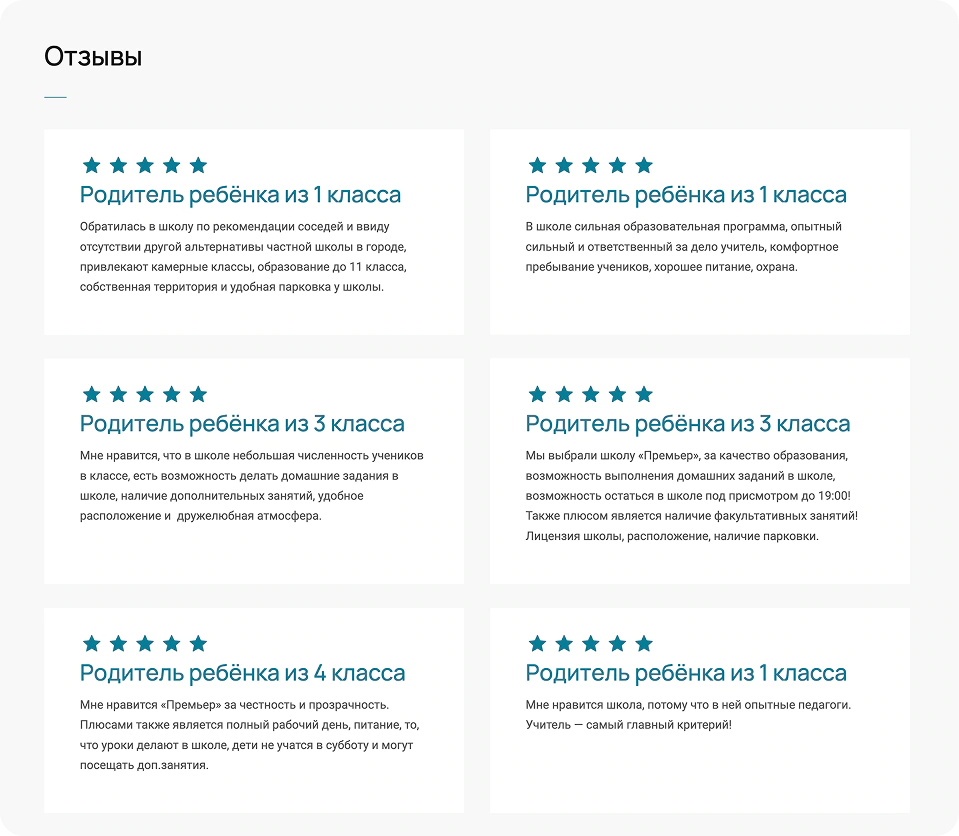 Отзывы
Родитель ребёнка из 1 класса
Обратилась в школу по рекомендации соседей и ввиду
отсутствии другой альтернативы частной школы в городе,
привлекают камерные классы, образование до 11 класса,
собственная территория и удобная парковка у школы.
Родитель ребёнка из 1 класса
В школе сильная образовательная программа, опытный
сильный и ответственный за дело учитель, комфортное
пребывание учеников, хорошее питание, охрана.
Родитель ребёнка из 3 класса
Мне нравится, что в школе небольшая численность учеников
в классе, есть возможность делать домашние задания в
школе, наличие дополнительных занятий, удобное
расположение и  дружелюбная атмосфера.
Родитель ребёнка из 3 класса
Мы выбрали школу «Премьер», за качество образования,
возможность выполнения домашних заданий в школе,
возможность остаться в школе под присмотром до 19:00!
Также плюсом является наличие факультативных занятий!
Лицензия школы, расположение, наличие парковки.
Родитель ребёнка из 4 класса
Мне нравится «Премьер» за честность и прозрачность.
Плюсами также является полный рабочий день, питание, то,
что уроки делают в школе, дети не учатся в субботу и могут
посещать доп.занятия.
Родитель ребёнка из 1 класса
Мне нравится школа, потому что в ней опытные педагоги.
Учитель — самый главный критерий!